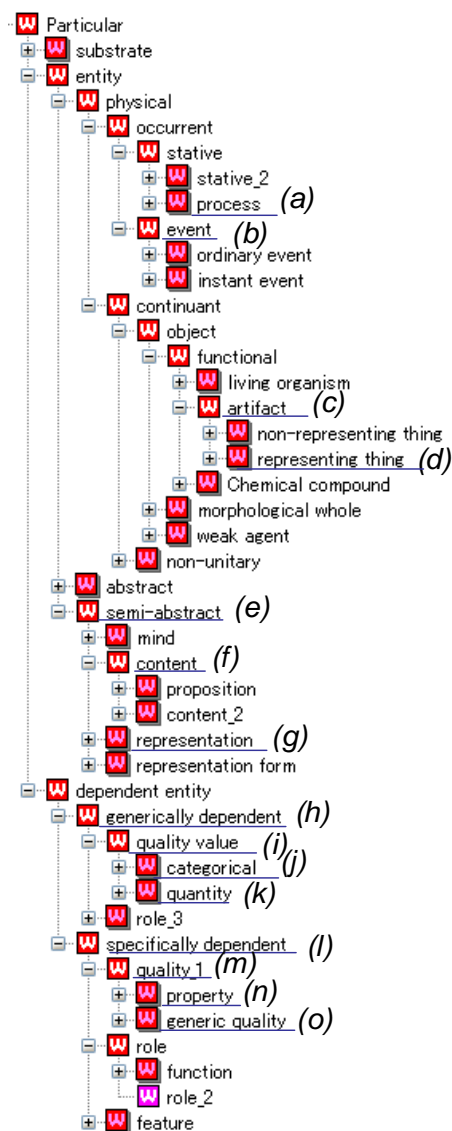 Particular
substrate
entity
physical
occurrent
stative
stative_2
process (a)
event (b)
ordinary event
instant event
continuant
object
functional
living organism
artifact (c)
non-representing thing
representing thing (d)
Chemical compound
morphological whole
weak agent
non-unitary
abstract
semi-abstract (e)
mind
content (f)
proposition
content_2
representation (g)
representation form
dependent entity
generically dependent (h)
quality value (i)
categorical (j)
quantity (k)
role_3
specifically dependent (l)
quality_1 (m)
property (n)
generic quality (o)
role
function
role_2
feature